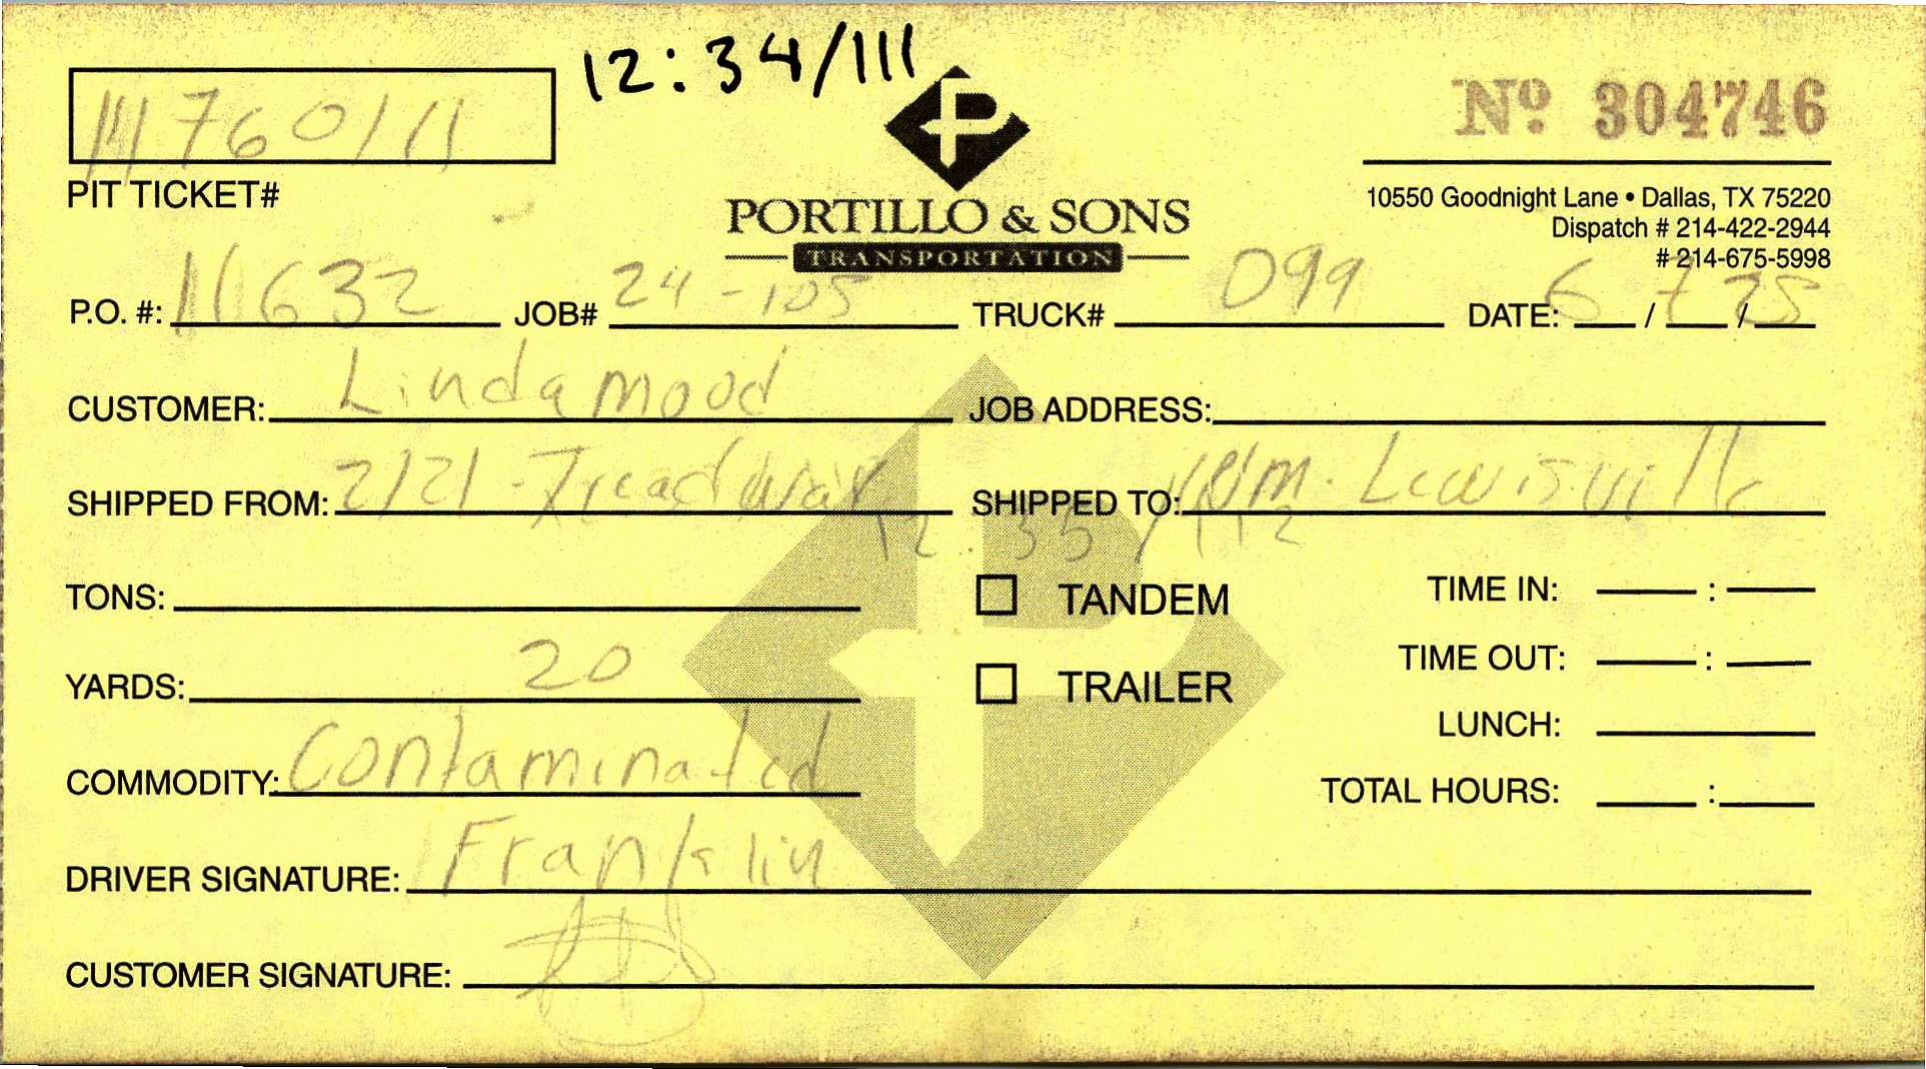 12:34/111
Nº 304746
11760111
PIT TICKET#
PORTILLO & SONS
TRANSPORTATION
10550 Goodnight Lane • Dallas, TX 75220
Dispatch # 214-422-2944
# 214-675-5998
P.O. #: 11632 JOB# 24-105 TRUCK# 099 DATE: 6/7/25
CUSTOMER: Lindamood JOB ADDRESS:
SHIPPED FROM: 2121-Treadway SHIPPED TO: Lewisville
12:35/112
TONS: TANDEM TIME IN: :
YARDS: 20 TRAILER TIME OUT: :
LUNCH:
COMMODITY: Contaminated TOTAL HOURS: :
DRIVER SIGNATURE: Franklin
CUSTOMER SIGNATURE: